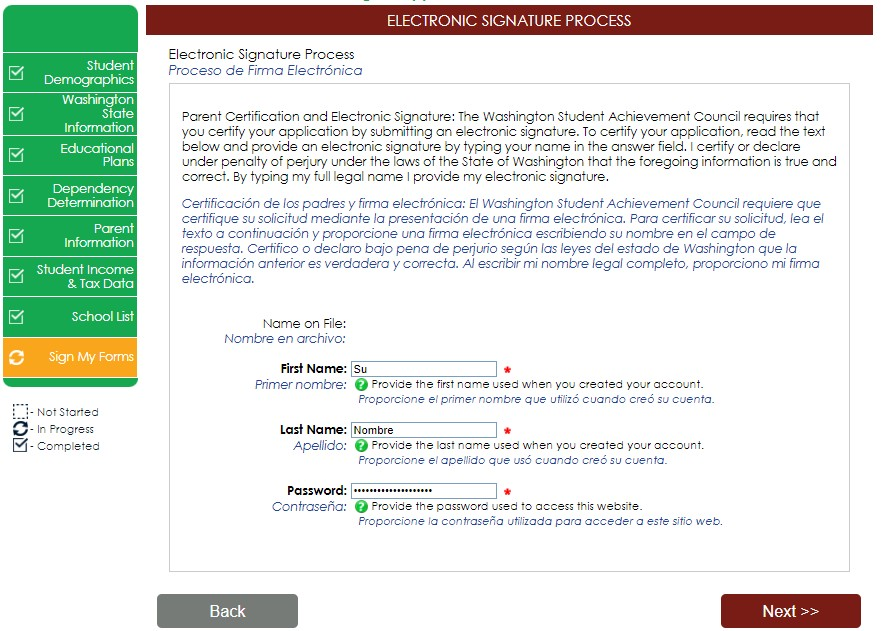 ELECTRONIC SIGNATURE PROCESS
Student
Demographics
Washington
State
Information
Educational
Plans
Dependency
Determination
Parent
Information
Student Income
& Tax Data
School List
Sign My Forms
- Not Started
- In Progress
- Completed
Electronic Signature Process
Proceso de Firma Electrónica
Parent Certification and Electronic Signature: The Washington Student Achievement Council requires that
you certify your application by submitting an electronic signature. To certify your application, read the text
below and provide an electronic signature by typing your name in the answer field. I certify or declare
under penalty of perjury under the laws of the State of Washington that the foregoing information is true and
correct. By typing my full legal name I provide my electronic signature.
Certificación de los padres y firma electrónica: El Washington Student Achievement Council requiere que
certifique su solicitud mediante la presentación de una firma electrónica. Para certificar su solicitud, lea el
texto a continuación y proporcione una firma electrónica escribiendo su nombre en el campo de
respuesta. Certifico o declaro bajo pena de perjurio según las leyes del estado de Washington que la
información anterior es verdadera y correcta. Al escribir mi nombre legal completo, proporciono mi firma
electrónica.
Name on File:
Nombre en archivo:
First Name: Su *
Primer nombre: ? Provide the first name used when you created your account.
Proporcione el primer nombre que utilizó cuando creó su cuenta.
Last Name: Nombre *
Apellido: ? Provide the last name used when you created your account.
Proporcione el apellido que usó cuando creó su cuenta.
Password: •••••••••••••••••••• *
Contraseña: ? Provide the password used to access this website.
Proporcione la contraseña utilizada para acceder a este sitio web.
Back
Next >>